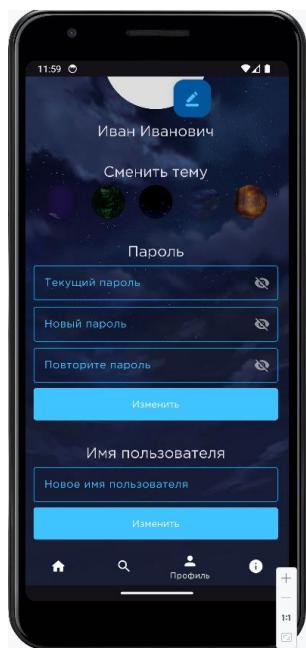 11:59
Иван Иванович
Сменить тему
Пароль
Текущий пароль
Новый пароль
Повторите пароль
Изменить
Имя пользователя
Новое имя пользователя
Изменить
Профиль
1:1